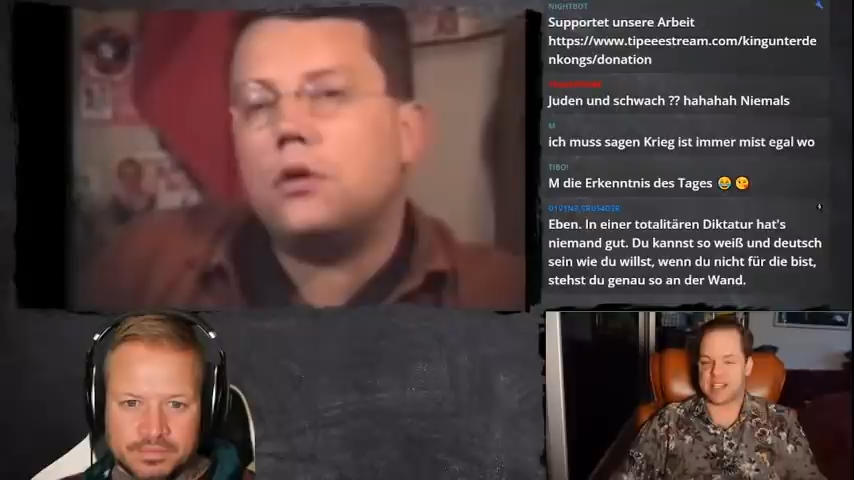 NIGHTBOT
Supportet unsere Arbeit
https://www.tipeeestream.com/kingunterde
nkongs/donation
Juden und schwach ?? hahahah Niemals
M
ich muss sagen Krieg ist immer mist egal wo
TIBO!
M die Erkenntnis des Tages 😂 😘
Eben. In einer totalitären Diktatur hat's
niemand gut. Du kannst so weiß und deutsch
sein wie du willst, wenn du nicht für die bist,
stehst du genau so an der Wand.